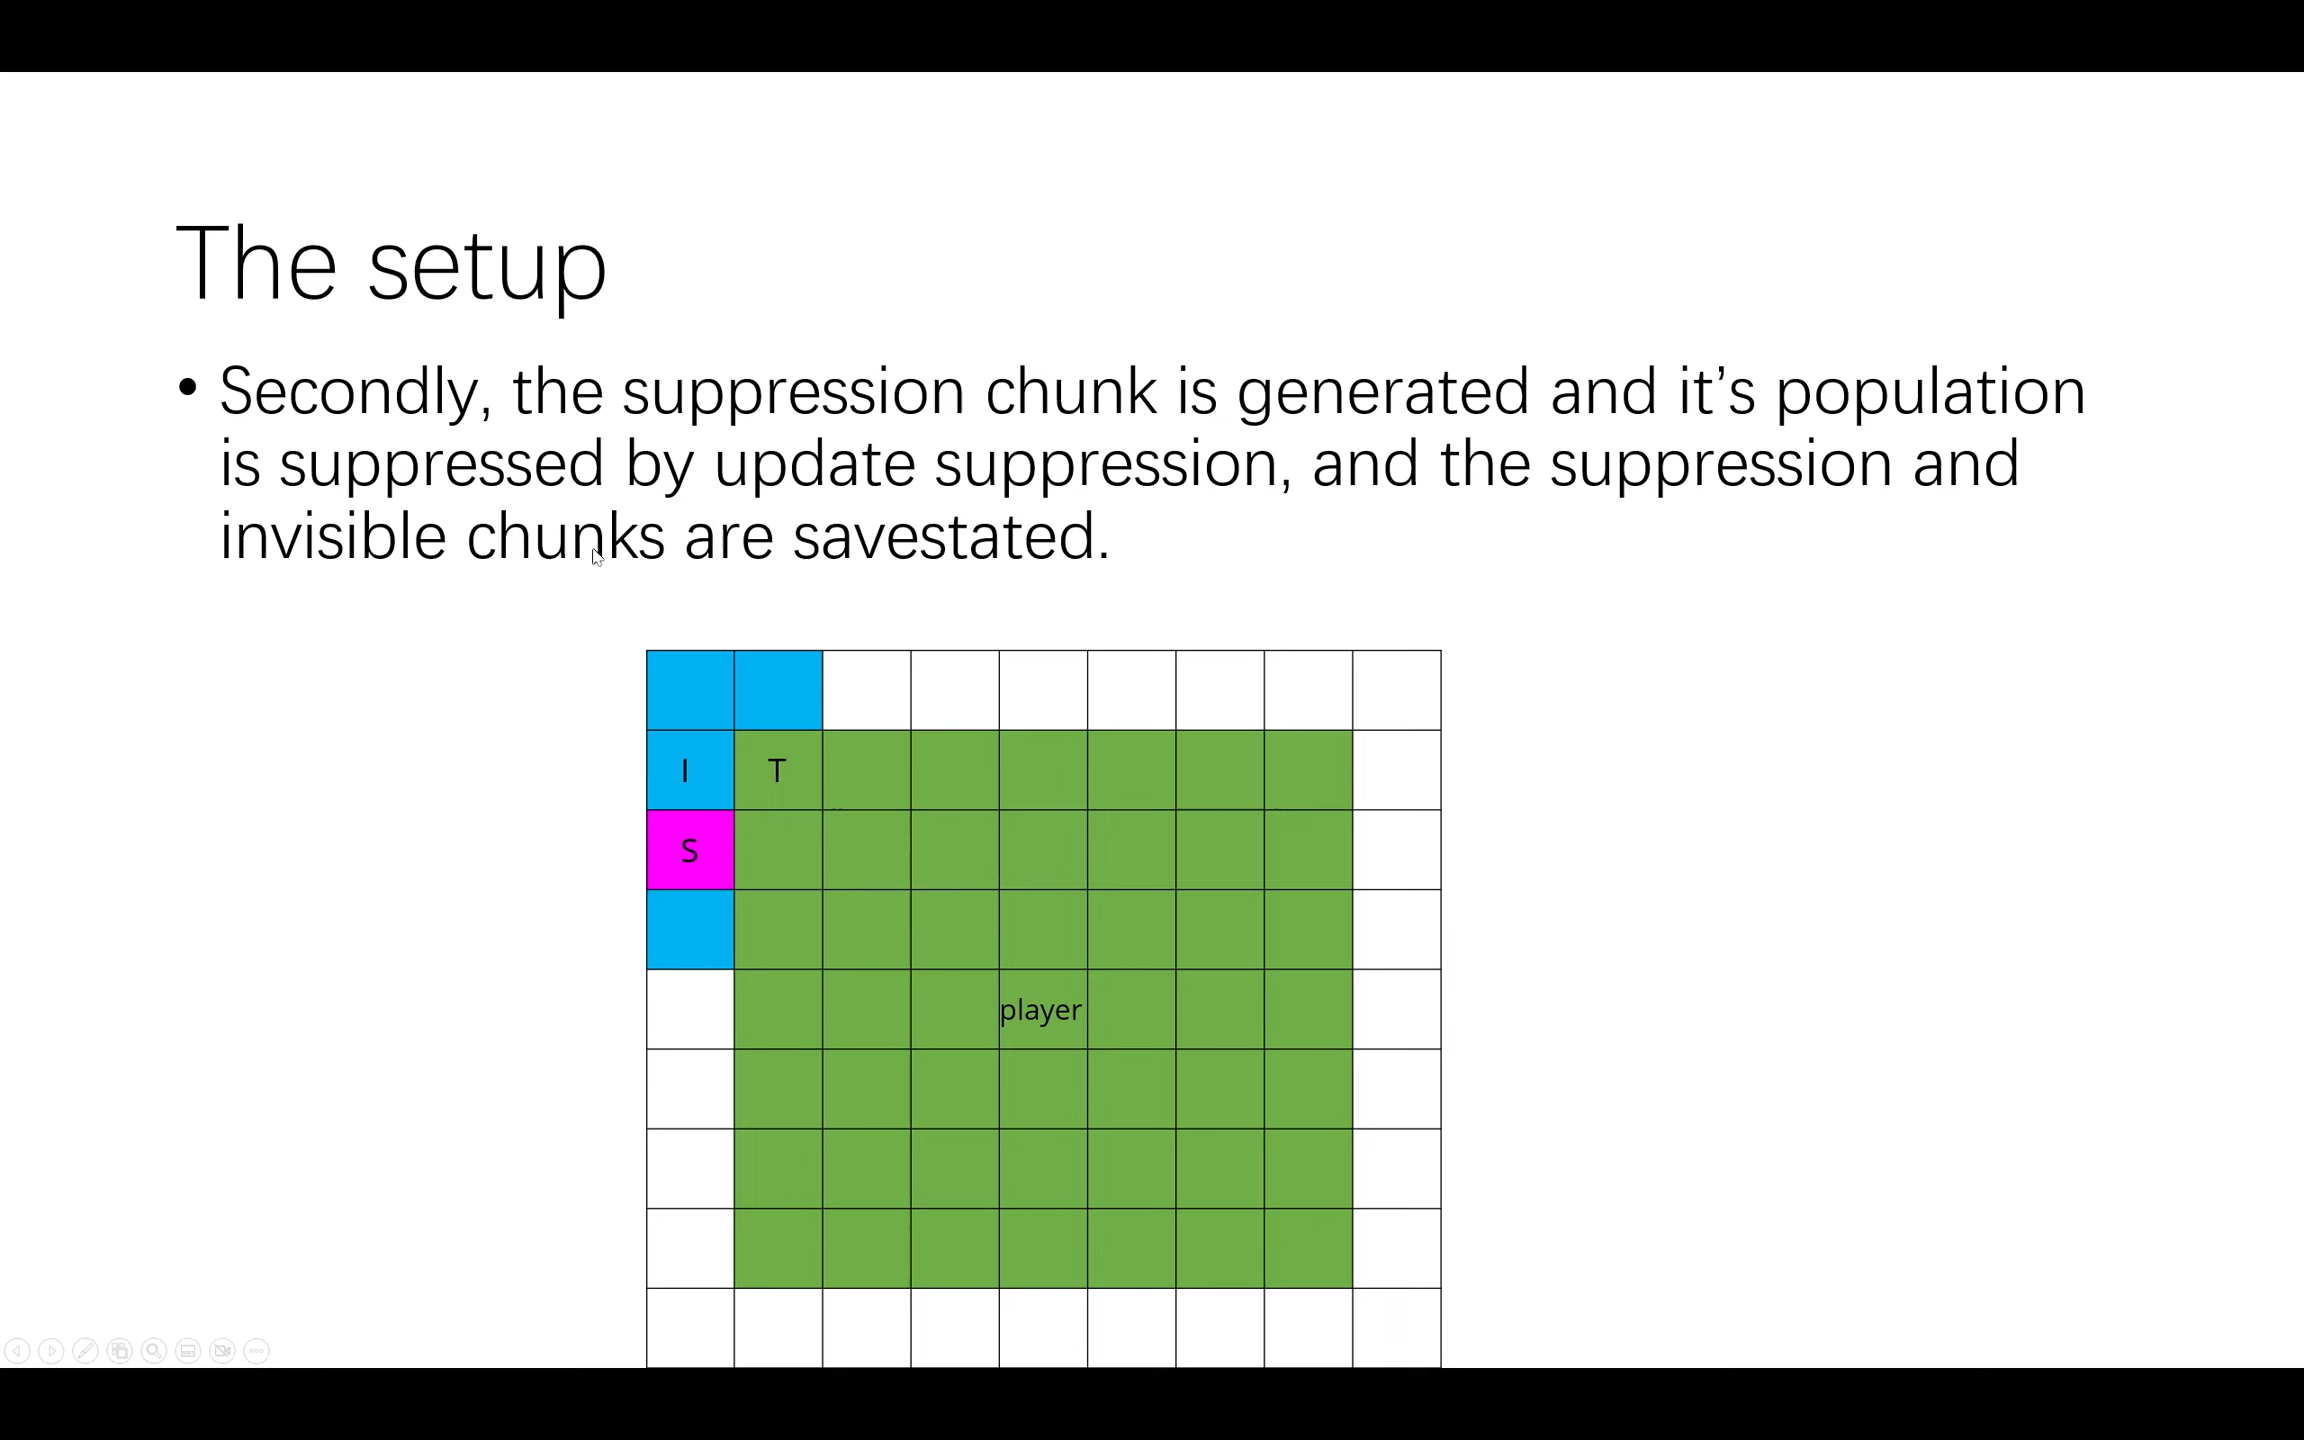 The setup
• Secondly, the suppression chunk is generated and it’s population
is suppressed by update suppression, and the suppression and
invisible chunks are savestated.
I T
S
player